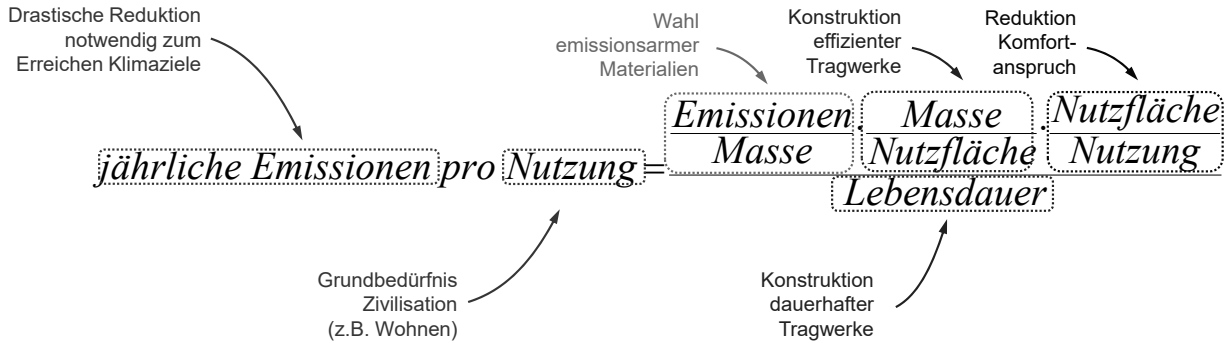 Drastische Reduktion
notwendig zum
Erreichen Klimaziele
Wahl
emissionsarmer
Materialien
Konstruktion
effizienter
Tragwerke
Reduktion
Komfort-
anspruch
Emissionen · Masse · Nutzfläche
Masse Nutzfläche Nutzung
jährliche Emissionen pro Nutzung =
Lebensdauer
Grundbedürfnis
Zivilisation
(z.B. Wohnen)
Konstruktion
dauerhafter
Tragwerke